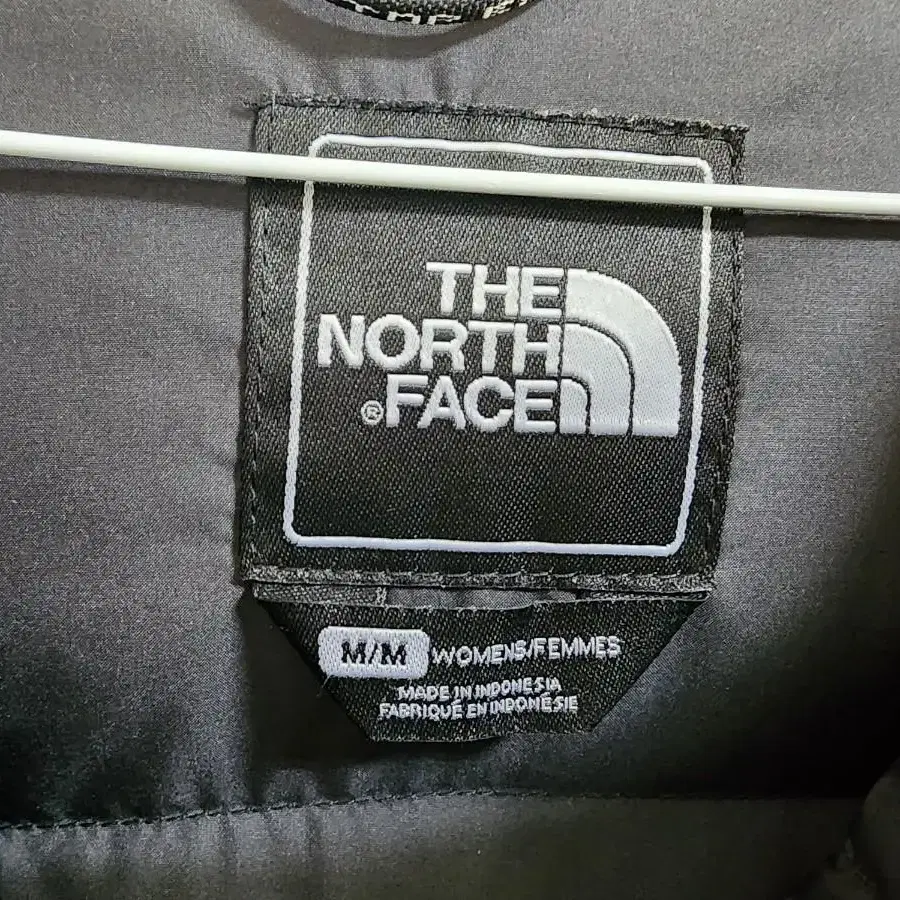 THE
NORTH
®FACE
M/M WOMENS/FEMMES
MADE IN INDONESIA
FABRIQUÉ EN INDONÉSIE